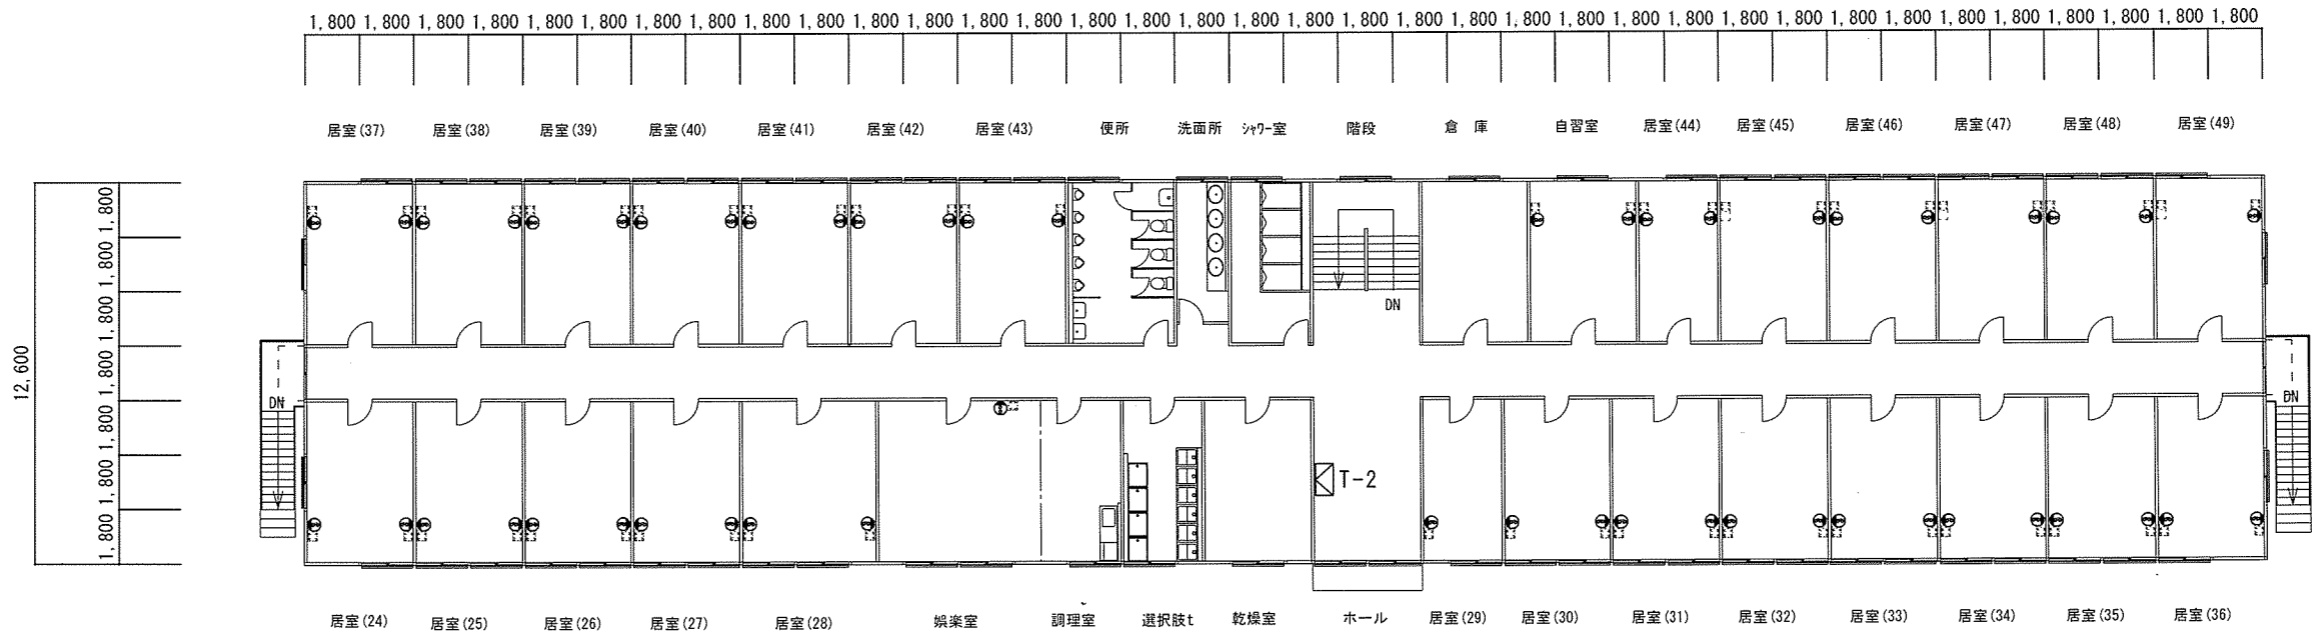 1,800 1,800 1,800 1,800 1,800 1,800 1,800 1,800 1,800 1,800 1,800 1,800 1,800 1,800 1,800 1,800 1,800 1,800 1,800 1,800 1,800 1,800 1,800 1,800 1,800 1,800 1,800 1,800 1,800 1,800 1,800 1,800 1,800 1,800 1,800 1,800
居室(37) 居室(38) 居室(39) 居室(40) 居室(41) 居室(42) 居室(43) 便所 洗面所 ｼｬﾜｰ室 階段 倉 庫 自習室 居室(44) 居室(45) 居室(46) 居室(47) 居室(48) 居室(49)
12,600
1,800 1,800 1,800 1,800 1,800 1,800 1,800
DN
DN
DN
T-2
居室(24) 居室(25) 居室(26) 居室(27) 居室(28) 娯楽室 調理室 選択肢t 乾燥室 ホール 居室(29) 居室(30) 居室(31) 居室(32) 居室(33) 居室(34) 居室(35) 居室(36)